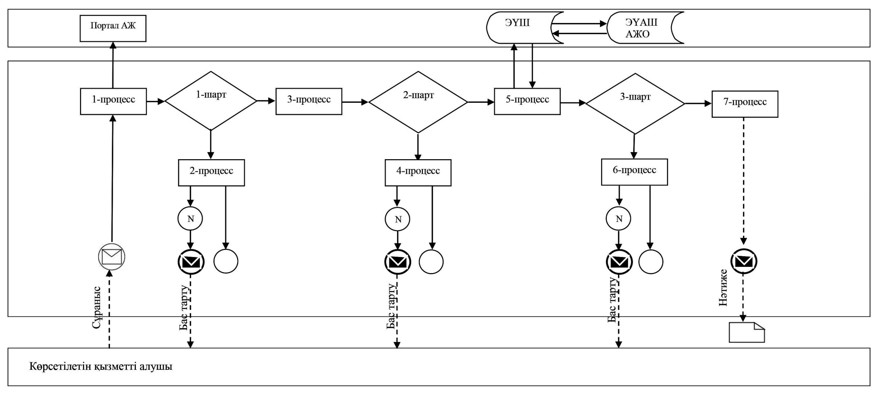 Портал АЖ
ЭҮШ
ЭҮАШ
АЖО
1-процесс
1-шарт
3-процесс
2-шарт
5-процесс
3-шарт
7-процесс
2-процесс
4-процесс
6-процесс
N
N
N
Сұраныс
Бас тарту
Бас тарту
Бас тарту
Нәтиже
Көрсетілетін қызметті алушы